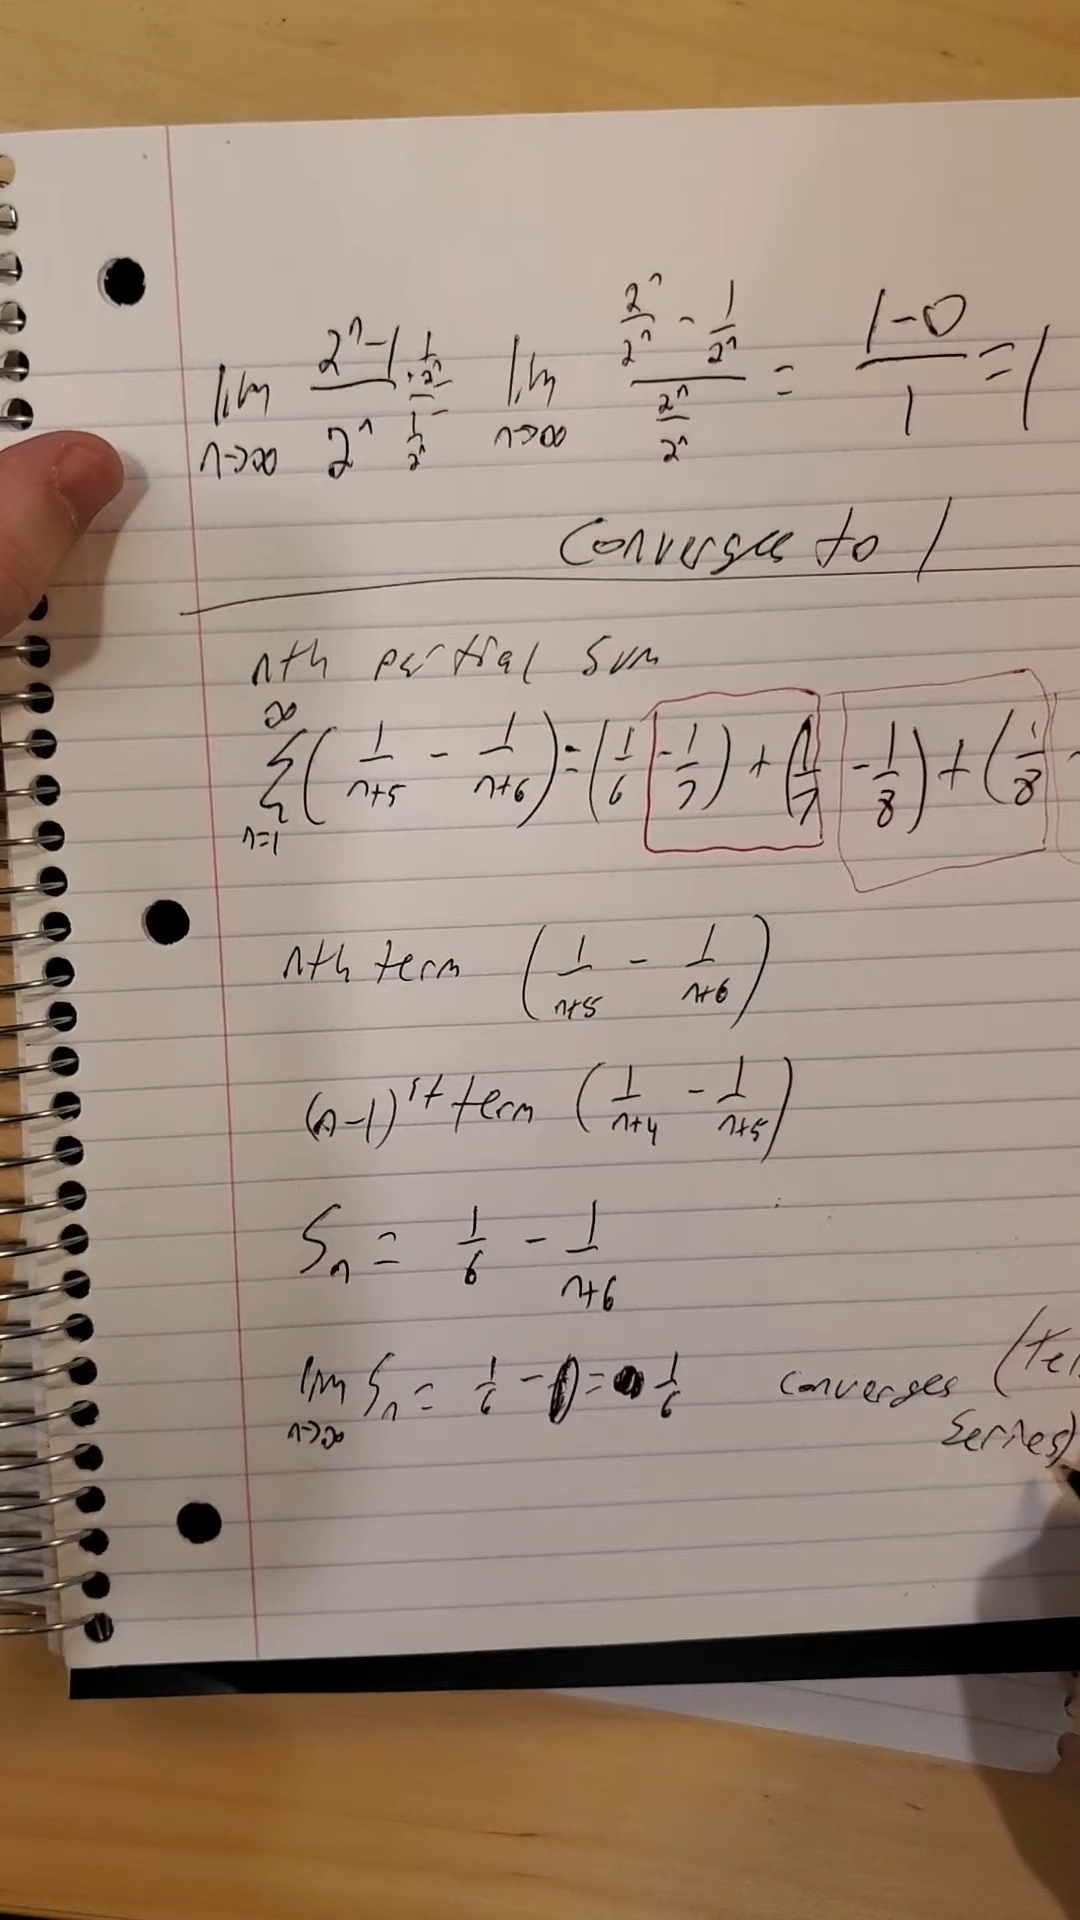 lim n→∞ (2^n - 1)/(2^n) · (1/2^n)/(1/2^n) = lim n→∞ (2^n/2^n - 1/2^n)/(2^n/2^n) = (1-0)/1 = 1
Converges to 1
nth partial sum
∞ Σ n=1 (1/(n+5) - 1/(n+6)) = (1/6 - 1/7) + (1/7 - 1/8) + (1/8 -
nth term (1/(n+5) - 1/(n+6))
(n-1)^st term (1/(n+4) - 1/(n+5))
S_n = 1/6 - 1/(n+6)
lim n→∞ S_n = 1/6 - 0 = 1/6 converges (tel
series)